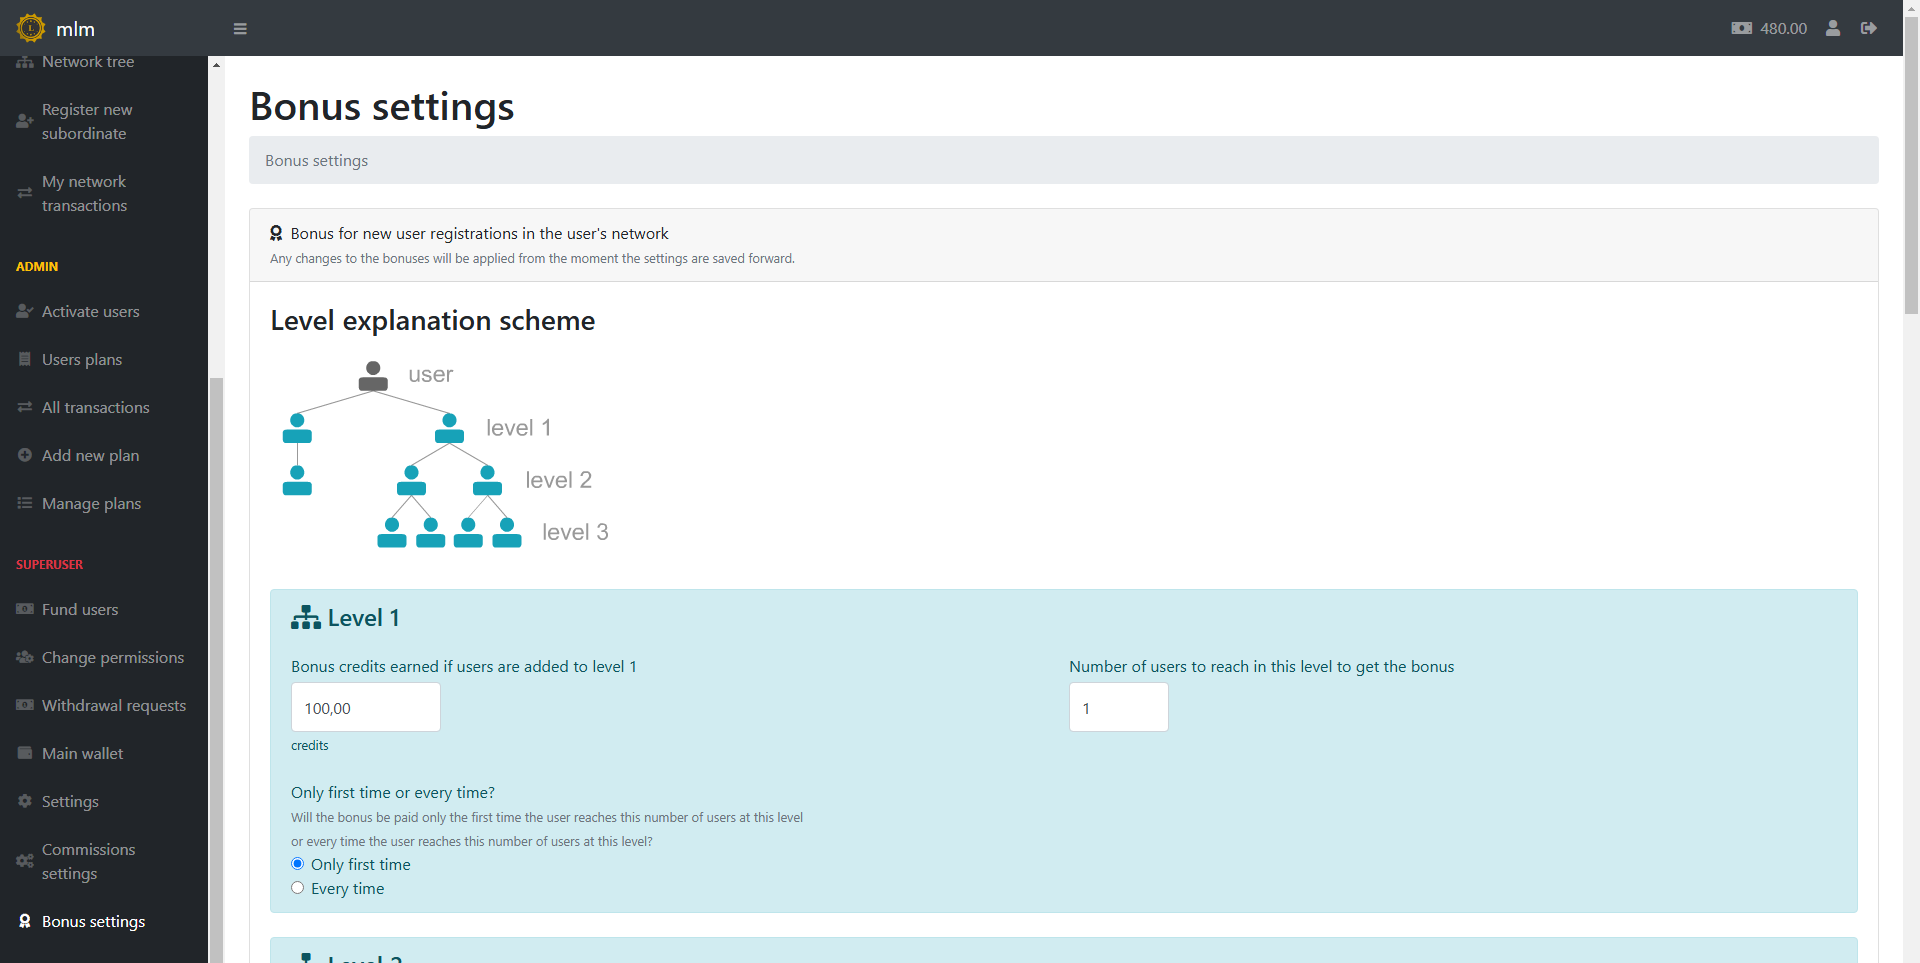 mlm
480.00
Network tree
Register new
subordinate
My network
transactions
ADMIN
Activate users
Users plans
All transactions
Add new plan
Manage plans
SUPERUSER
Fund users
Change permissions
Withdrawal requests
Main wallet
Settings
Commissions
settings
Bonus settings
Bonus settings
Bonus settings
Bonus for new user registrations in the user's network
Any changes to the bonuses will be applied from the moment the settings are saved forward.
Level explanation scheme
user
level 1
level 2
level 3
Level 1
Bonus credits earned if users are added to level 1
100,00
credits
Number of users to reach in this level to get the bonus
1
Only first time or every time?
Will the bonus be paid only the first time the user reaches this number of users at this level
or every time the user reaches this number of users at this level?
Only first time
Every time
Level 2